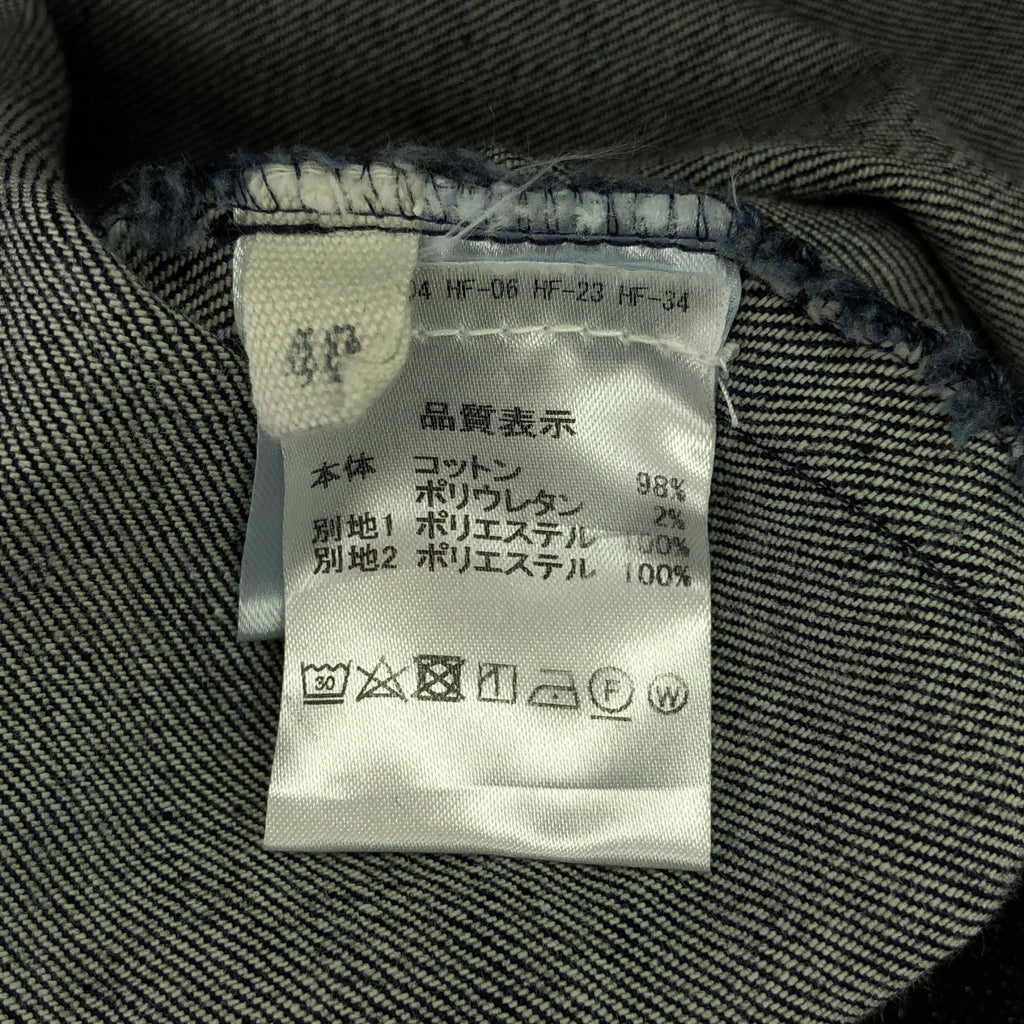 04 HF-06 HF-23 HF-34
品質表示
本体 コットン 98%
ポリウレタン 2%
別地1 ポリエステル 100%
別地2 ポリエステル 100%
30 F W